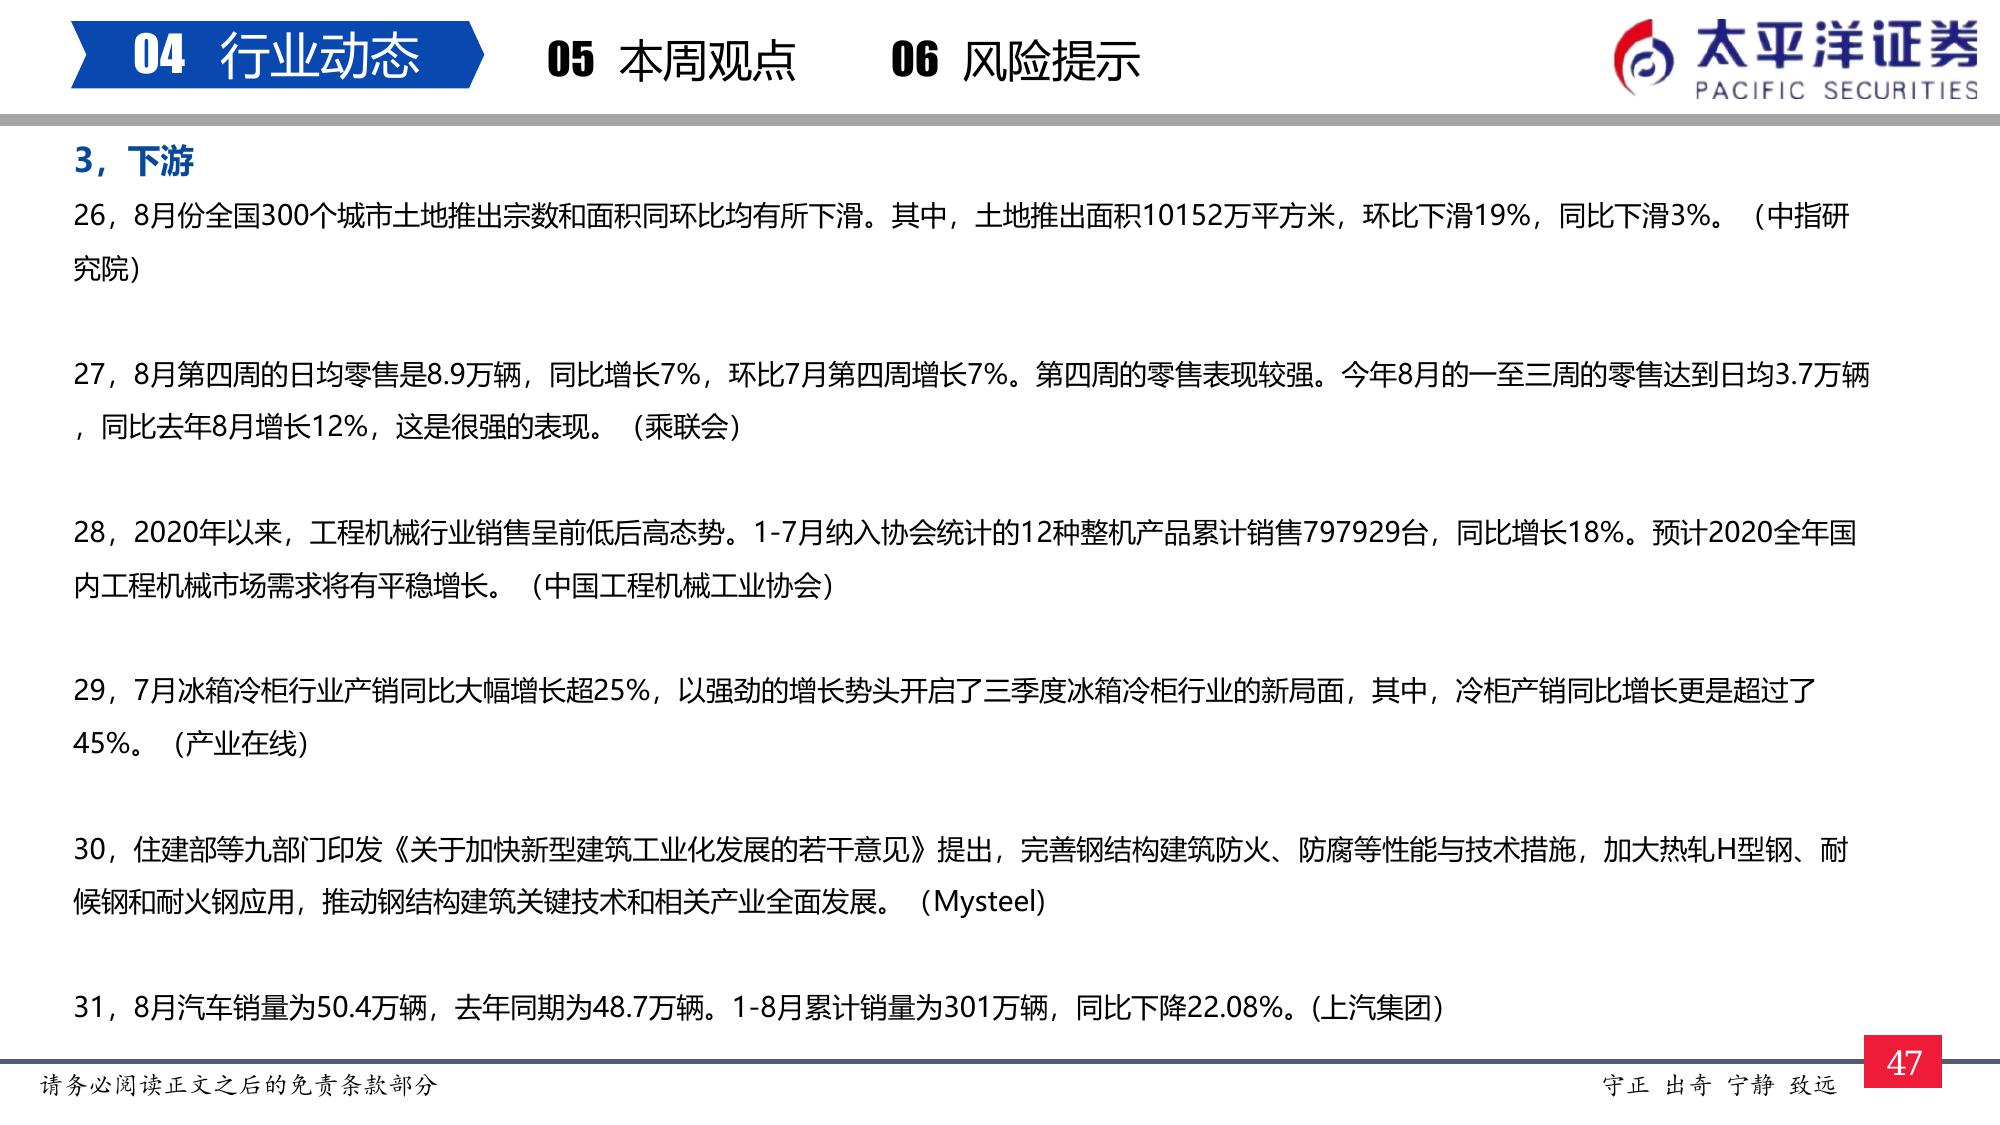 04 行业动态
05 本周观点
06 风险提示
太平洋证券
PACIFIC SECURITIES
3，下游
26，8月份全国300个城市土地推出宗数和面积同环比均有所下滑。其中，土地推出面积10152万平方米，环比下滑19%，同比下滑3%。（中指研
究院）
27，8月第四周的日均零售是8.9万辆，同比增长7%，环比7月第四周增长7%。第四周的零售表现较强。今年8月的一至三周的零售达到日均3.7万辆
，同比去年8月增长12%，这是很强的表现。（乘联会）
28，2020年以来，工程机械行业销售呈前低后高态势。1-7月纳入协会统计的12种整机产品累计销售797929台，同比增长18%。预计2020全年国
内工程机械市场需求将有平稳增长。（中国工程机械工业协会）
29，7月冰箱冷柜行业产销同比大幅增长超25%，以强劲的增长势头开启了三季度冰箱冷柜行业的新局面，其中，冷柜产销同比增长更是超过了
45%。（产业在线）
30，住建部等九部门印发《关于加快新型建筑工业化发展的若干意见》提出，完善钢结构建筑防火、防腐等性能与技术措施，加大热轧H型钢、耐
候钢和耐火钢应用，推动钢结构建筑关键技术和相关产业全面发展。（Mysteel）
31，8月汽车销量为50.4万辆，去年同期为48.7万辆。1-8月累计销量为301万辆，同比下降22.08%。(上汽集团）
请务必阅读正文之后的免责条款部分
守正 出奇 宁静 致远
47